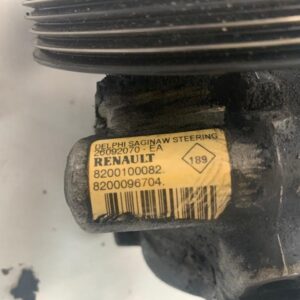 DELPHI SAGINAW STEERING
26092070 - EA
RENAULT
189
8200100082.
8200096704.